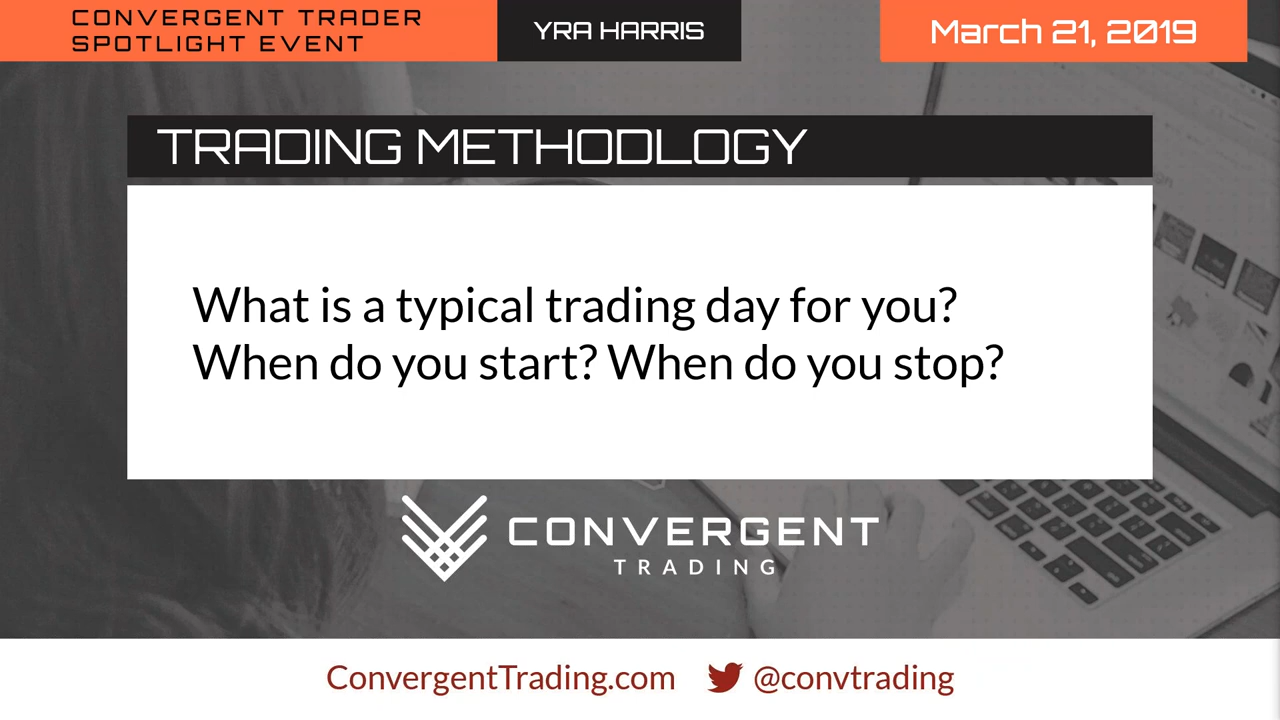 CONVERGENT TRADER
SPOTLIGHT EVENT
YRA HARRIS
March 21, 2019
TRADING METHODLOGY
What is a typical trading day for you?
When do you start? When do you stop?
CONVERGENT
TRADING
ConvergentTrading.com @convtrading